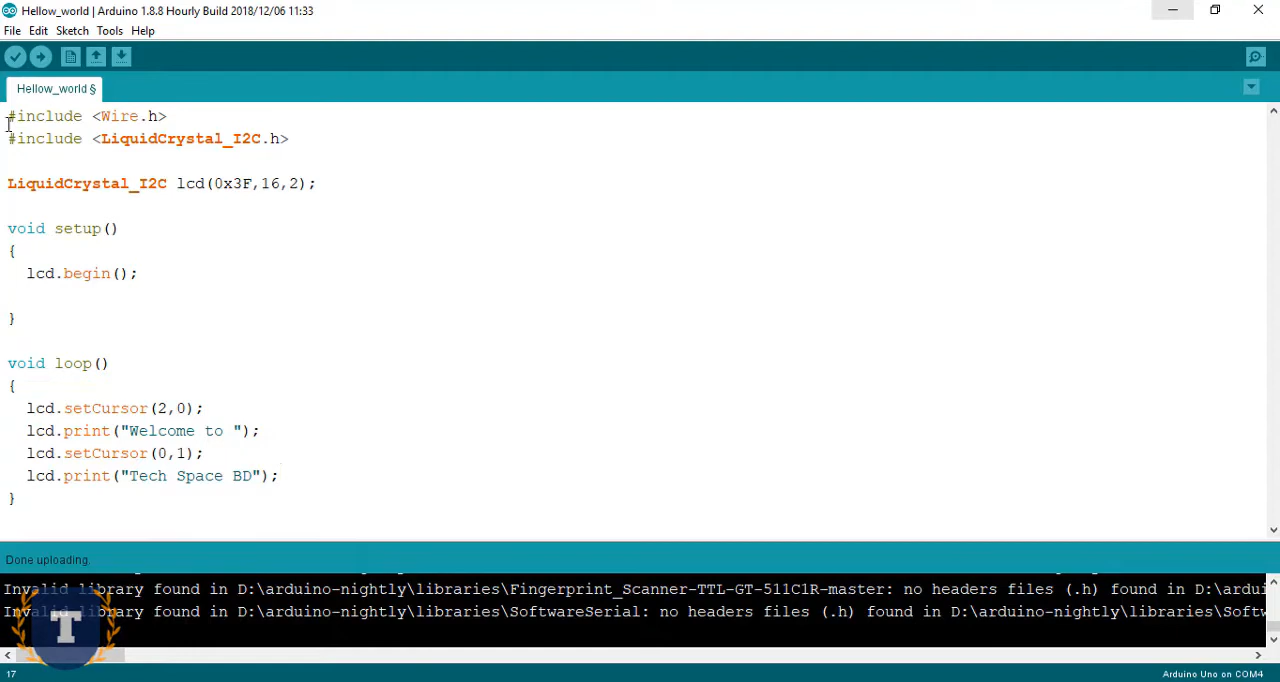 Hellow_world | Arduino 1.8.8 Hourly Build 2018/12/06 11:33
File Edit Sketch Tools Help
Hellow_world §
#include <Wire.h>
#include <LiquidCrystal_I2C.h>
LiquidCrystal_I2C lcd(0x3F,16,2);
void setup()
{
lcd.begin();
}
void loop()
{
lcd.setCursor(2,0);
lcd.print("Welcome to ");
lcd.setCursor(0,1);
lcd.print("Tech Space BD");
}
Done uploading.
Invalid library found in D:\arduino-nightly\libraries\Fingerprint_Scanner-TTL-GT-511C1R-master: no headers files (.h) found in D:\ardui
Invalid library found in D:\arduino-nightly\libraries\SoftwareSerial: no headers files (.h) found in D:\arduino-nightly\libraries\Softw
T
17 Arduino Uno on COM4